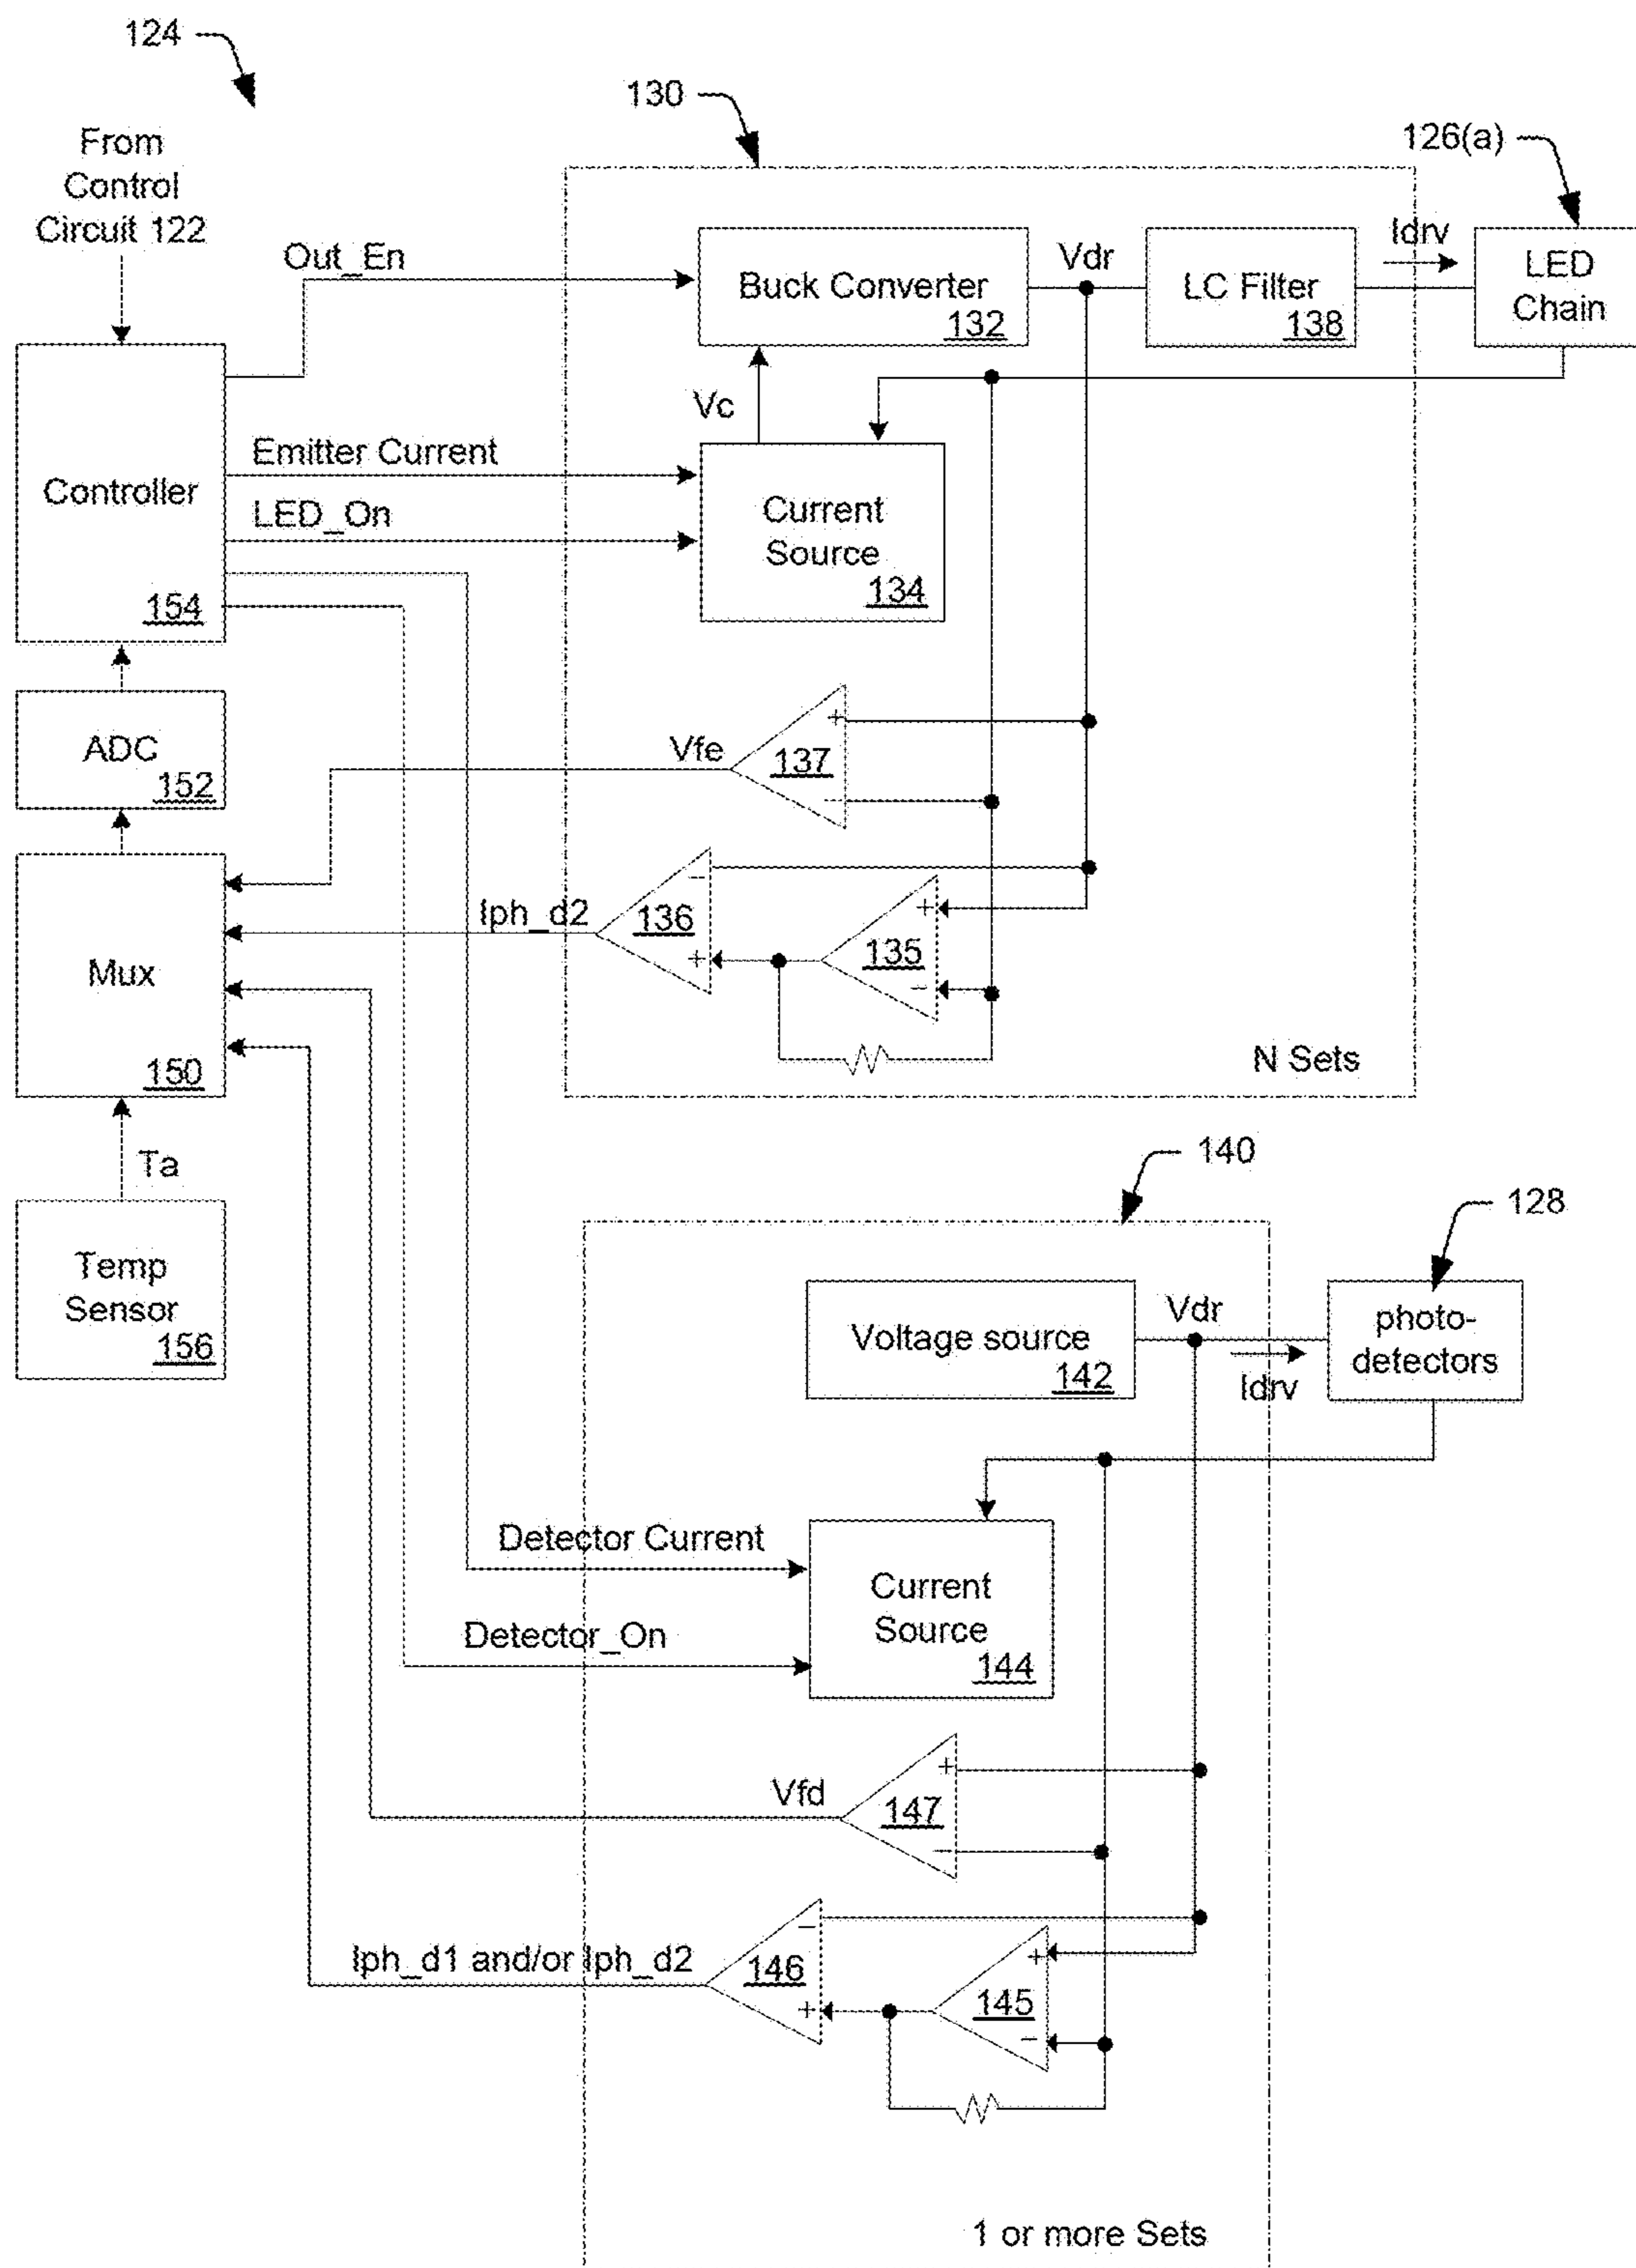 124
From
Control
Circuit 122
130
126(a)
Out_En
Buck Converter
132
Vdr
LC Filter
138
Idrv
LED
Chain
Vc
Controller
154
Emitter Current
LED_On
Current
Source
134
ADC
152
Vfe
+
137
−
Mux
150
Iph_d2
−
136
+
+
135
−
N Sets
Ta
Temp
Sensor
156
140
128
Voltage source
142
Vdr
Idrv
photo-
detectors
Detector Current
Detector_On
Current
Source
144
Vfd
+
147
−
Iph_d1 and/or Iph_d2
−
146
+
+
145
−
1 or more Sets